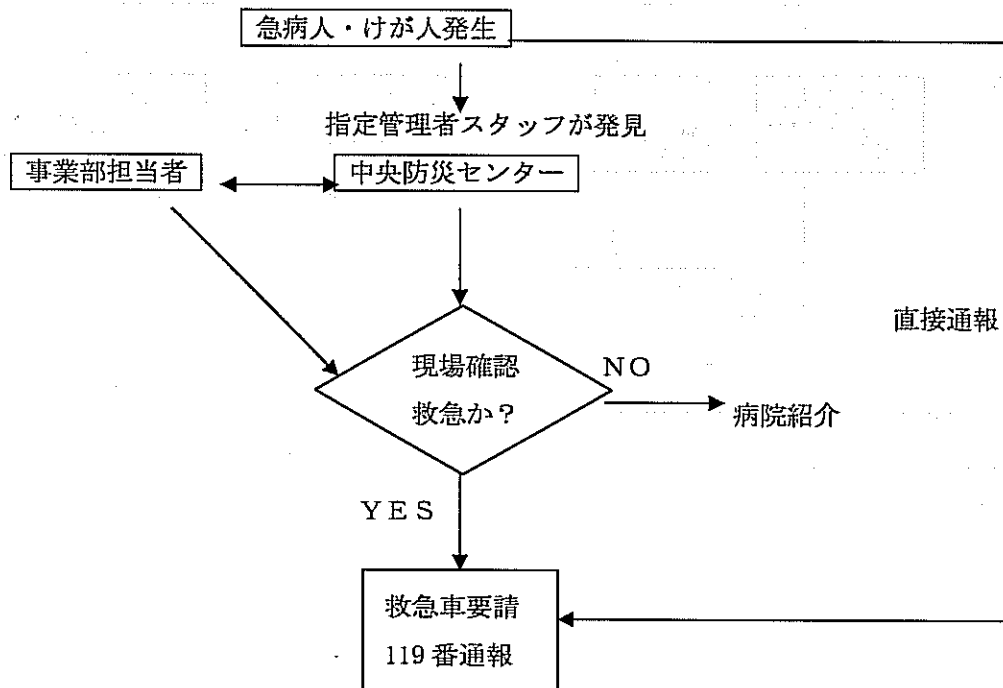 急病人・けが人発生
指定管理者スタッフが発見
事業部担当者
中央防災センター
直接通報
現場確認
救急か？
NO
病院紹介
YES
救急車要請
119番通報